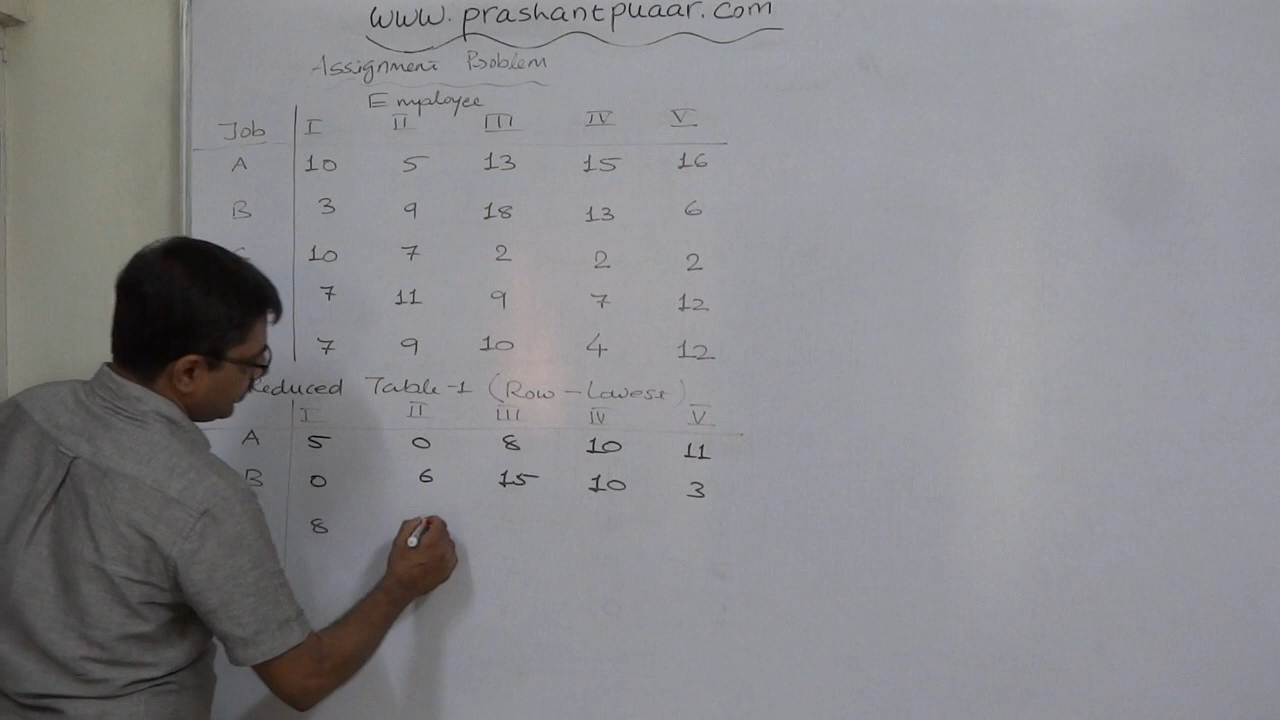 www.prashantpuaar.com
Assignment Problem
Employee
Job I II III IV V
A 10 5 13 15 16
B 3 9 18 13 6
10 7 2 2 2
7 11 9 7 12
7 9 10 4 12
Reduced Table-1 (Row-Lowest)
I II III IV V
A 5 0 8 10 11
B 0 6 15 10 3
8